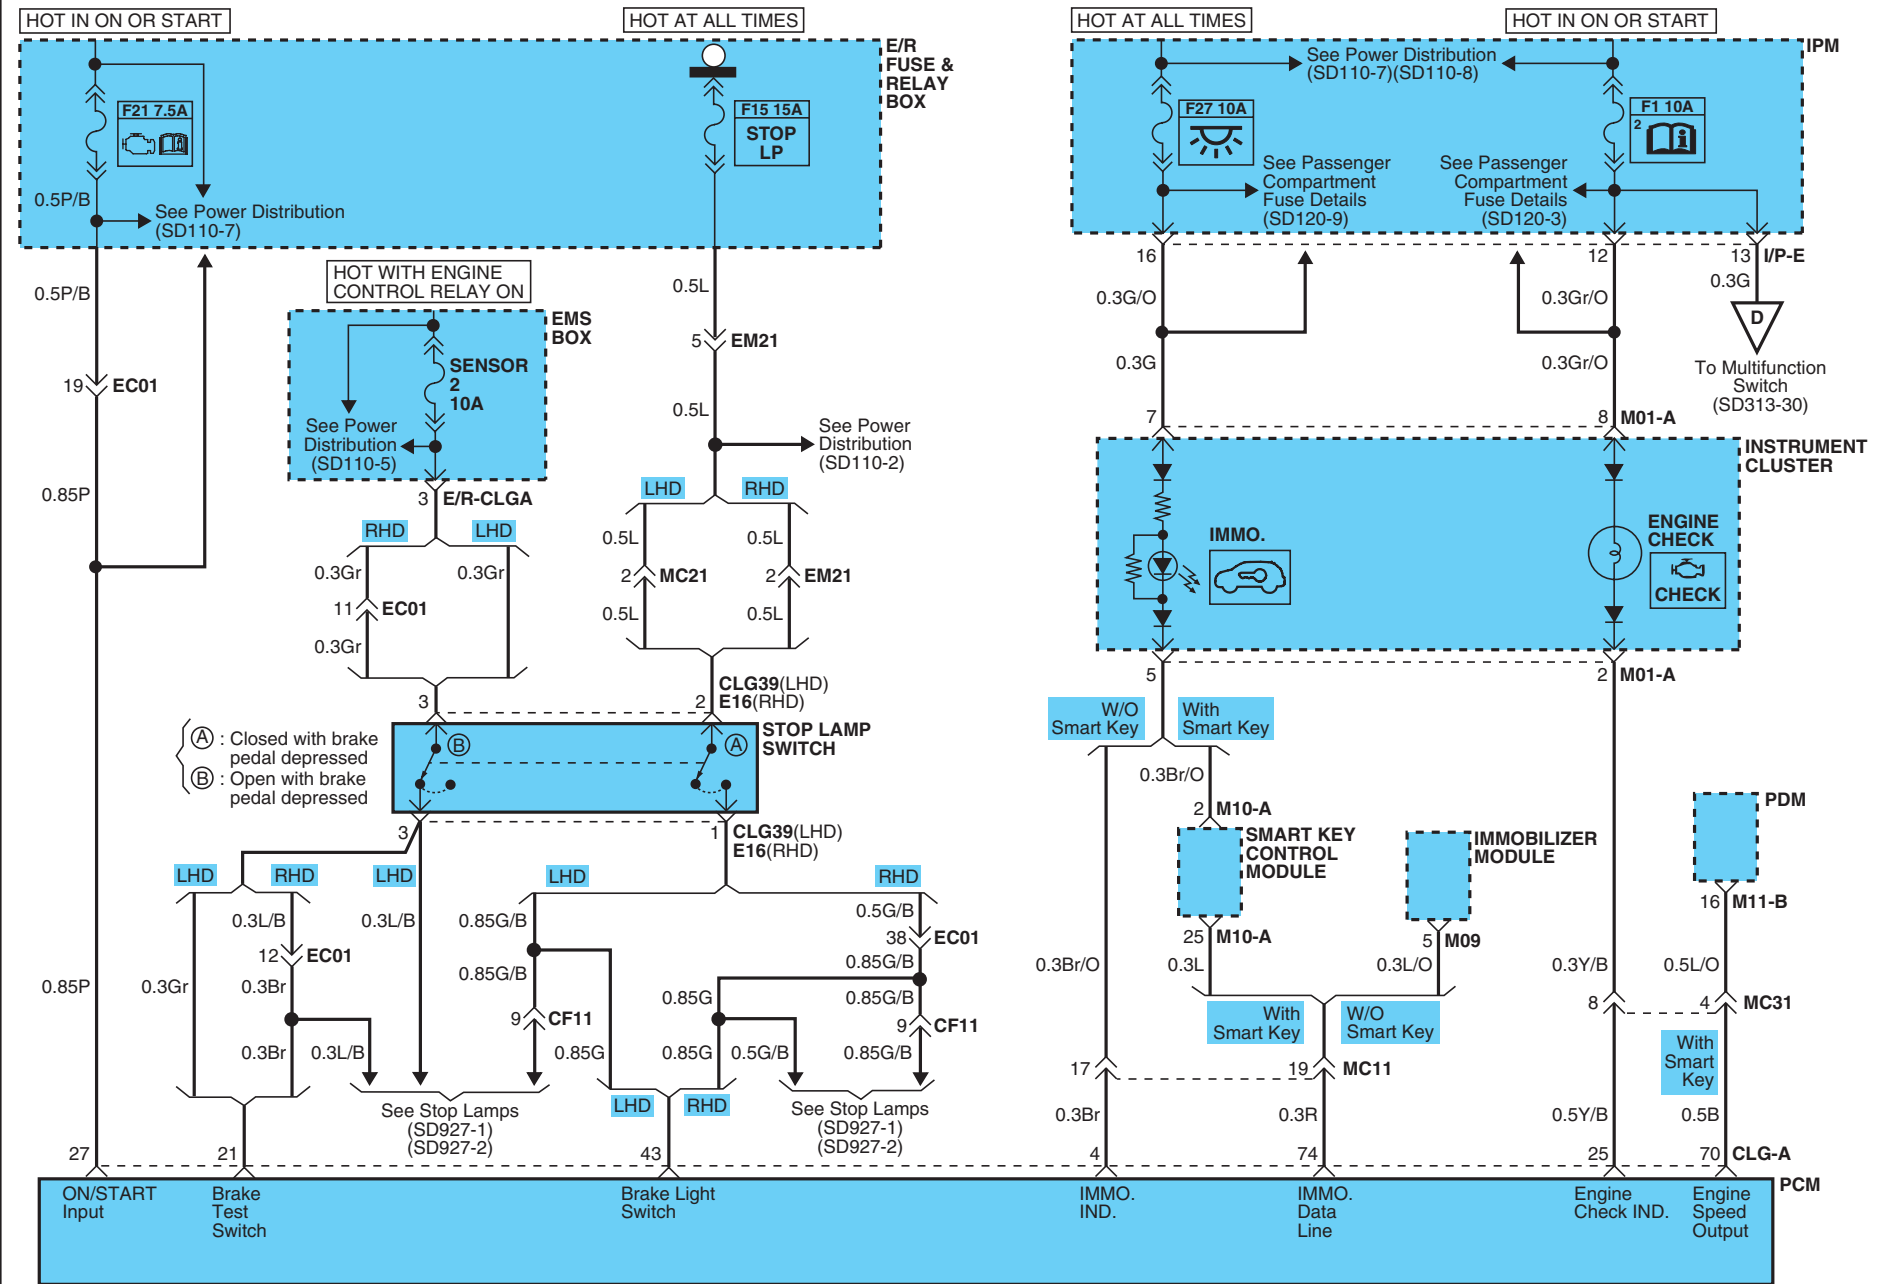 HOT IN ON OR START
HOT AT ALL TIMES
HOT AT ALL TIMES
HOT IN ON OR START
E/R
FUSE &
RELAY
BOX
F21 7.5A
F15 15A
STOP
LP
0.5P/B
See Power Distribution
(SD110-7)
IPM
See Power Distribution
(SD110-7)(SD110-8)
F27 10A
F1 10A
2
See Passenger
Compartment
Fuse Details
(SD120-9)
See Passenger
Compartment
Fuse Details
(SD120-3)
16
12
13
I/P-E
0.5P/B
HOT WITH ENGINE
CONTROL RELAY ON
0.5L
0.3G/O
0.3Gr/O
0.3G
D
To Multifunction
Switch
(SD313-30)
EMS
BOX
SENSOR
2
10A
See Power
Distribution
(SD110-5)
5
EM21
19
EC01
0.5L
See Power
Distribution
(SD110-2)
0.3G
0.3Gr/O
7
8
M01-A
INSTRUMENT
CLUSTER
0.85P
3
E/R-CLGA
LHD
RHD
RHD
LHD
0.5L
0.5L
0.3Gr
0.3Gr
2
MC21
2
EM21
11
EC01
0.5L
0.5L
0.3Gr
IMMO.
ENGINE
CHECK
CHECK
3
2
CLG39(LHD)
E16(RHD)
5
2
M01-A
A : Closed with brake
pedal depressed
B : Open with brake
pedal depressed
B
A
STOP LAMP
SWITCH
W/O
Smart Key
With
Smart Key
0.3Br/O
3
1
CLG39(LHD)
E16(RHD)
2
M10-A
SMART KEY
CONTROL
MODULE
IMMOBILIZER
MODULE
PDM
LHD
RHD
LHD
LHD
RHD
0.3L/B
0.3L/B
0.85G/B
0.5G/B
12
EC01
38
EC01
0.85G/B
0.85G/B
25
M10-A
5
M09
16
M11-B
0.85P
0.3Gr
0.3Br
0.85G
0.85G/B
0.3Br/O
0.3L
0.3L/O
0.3Y/B
0.5L/O
9
CF11
9
CF11
8
4
MC31
With
Smart Key
W/O
Smart Key
0.3Br
0.3L/B
0.85G
0.85G
0.5G/B
0.85G/B
With
Smart
Key
17
19
MC11
See Stop Lamps
(SD927-1)
(SD927-2)
LHD
RHD
See Stop Lamps
(SD927-1)
(SD927-2)
0.3Br
0.3R
0.5Y/B
0.5B
27
21
43
4
74
25
70
CLG-A
PCM
ON/START
Input
Brake
Test
Switch
Brake Light
Switch
IMMO.
IND.
IMMO.
Data
Line
Engine
Check IND.
Engine
Speed
Output